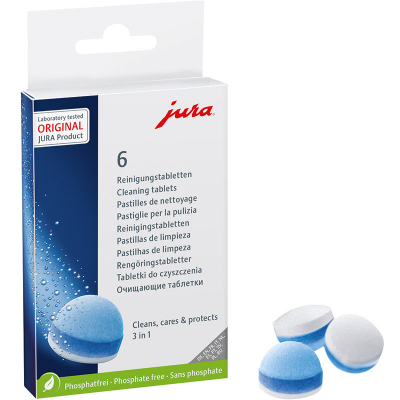 Laboratory tested
ORIGINAL
JURA Product
jura
6
Reinigungstabletten
Cleaning tablets
Pastilles de nettoyage
Pastiglie per la pulizia
Reinigingstabletten
Pastillas de limpieza
Pastilhas de limpeza
Rengöringstabletter
Tabletki do czyszczenia
Очищающие таблетки
Cleans, cares & protects
3 in 1
Phosphatfrei - Phosphate free - Sans phosphate